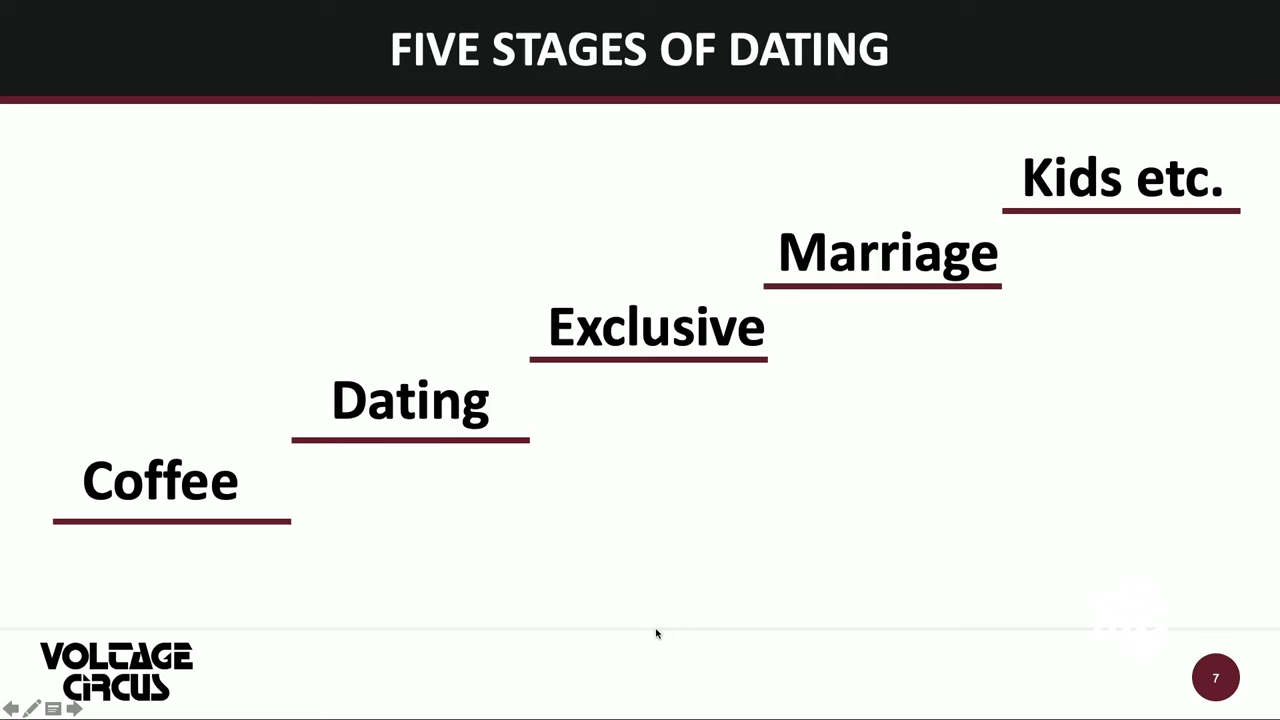 FIVE STAGES OF DATING
Kids etc.
Marriage
Exclusive
Dating
Coffee
VOLTAGE
CIRCUS
7